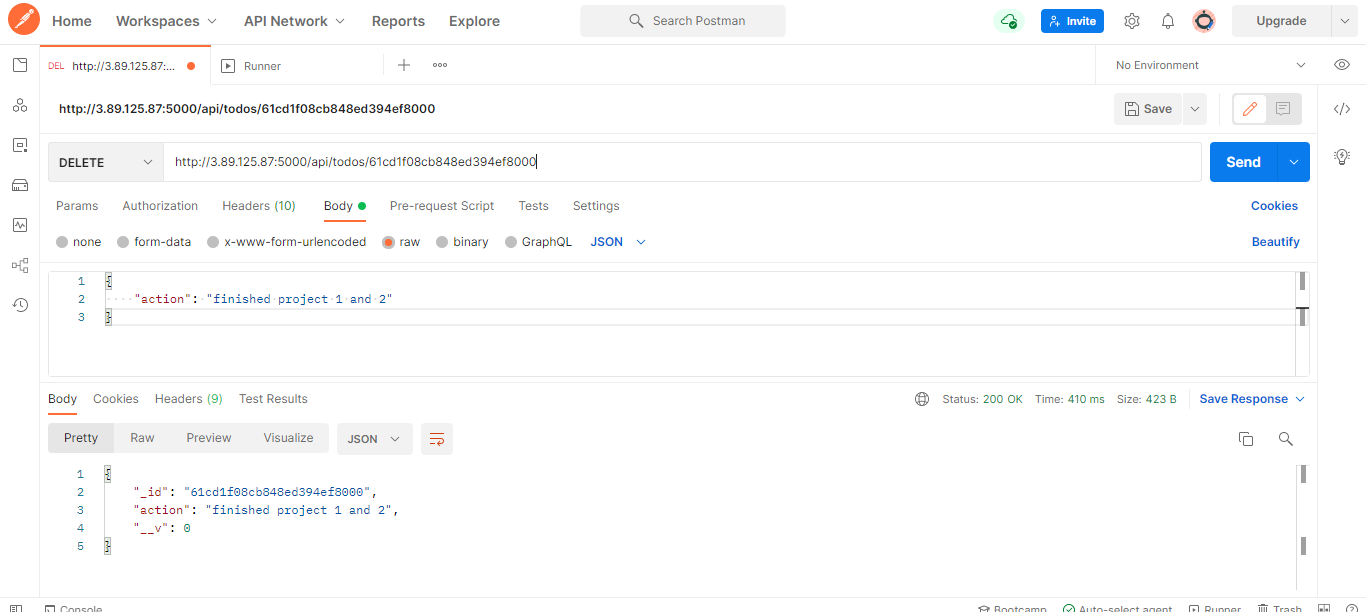 Home Workspaces API Network Reports Explore Search Postman Invite Upgrade
DEL http://3.89.125.87:... Runner No Environment
http://3.89.125.87:5000/api/todos/61cd1f08cb848ed394ef8000 Save
DELETE http://3.89.125.87:5000/api/todos/61cd1f08cb848ed394ef8000 Send
Params Authorization Headers (10) Body Pre-request Script Tests Settings Cookies
none form-data x-www-form-urlencoded raw binary GraphQL JSON Beautify
1 {
2 "action": "finished project 1 and 2"
3 }
Body Cookies Headers (9) Test Results Status: 200 OK Time: 410 ms Size: 423 B Save Response
Pretty Raw Preview Visualize JSON
1 {
2 "_id": "61cd1f08cb848ed394ef8000",
3 "action": "finished project 1 and 2",
4 "__v": 0
5 }
Console Bootcamp Auto-select agent Runner Trash